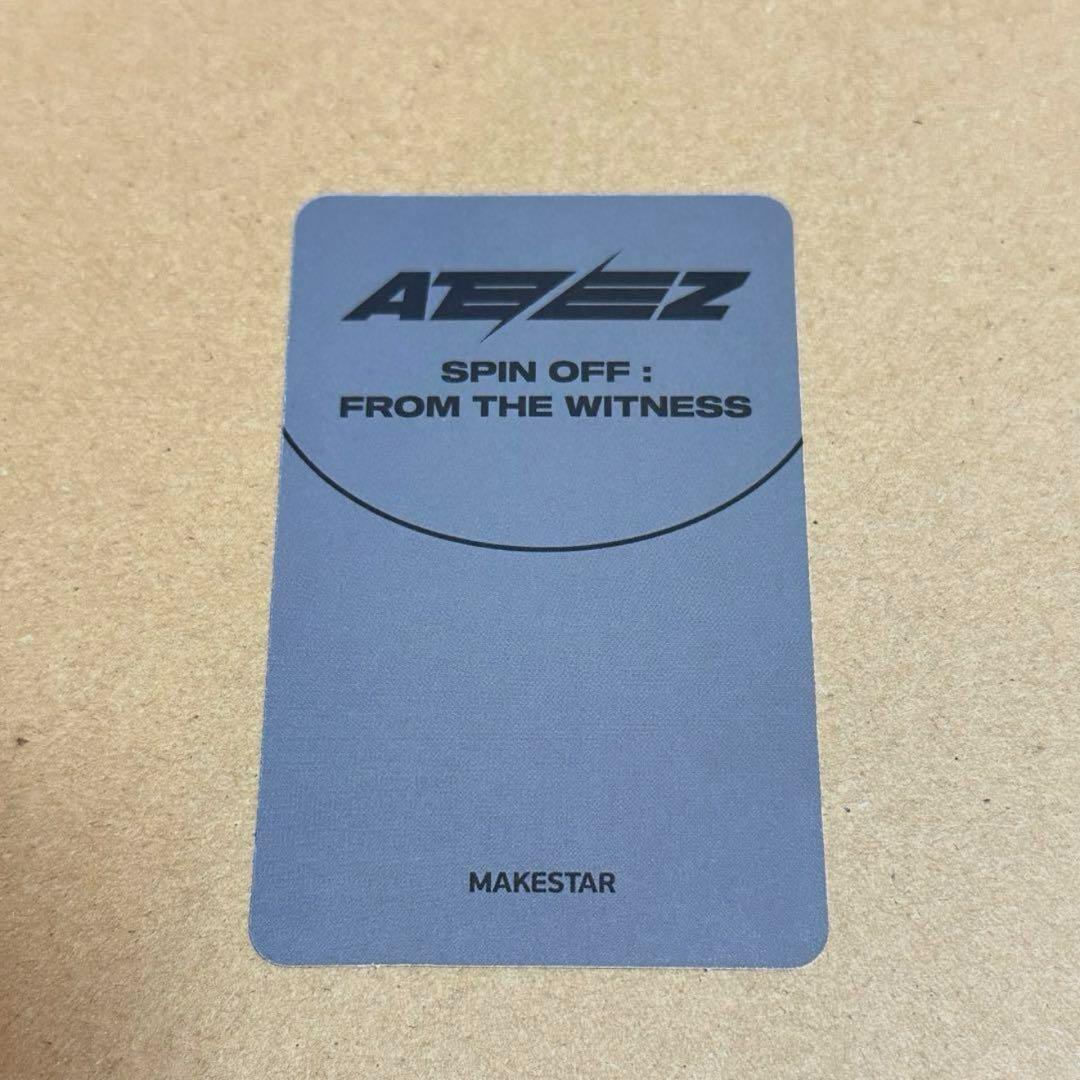 ATEEZ
SPIN OFF :
FROM THE WITNESS
MAKESTAR